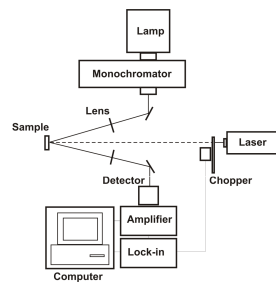 Lamp
Monochromator
Lens
Sample
Laser
Detector
Chopper
Amplifier
Lock-in
Computer